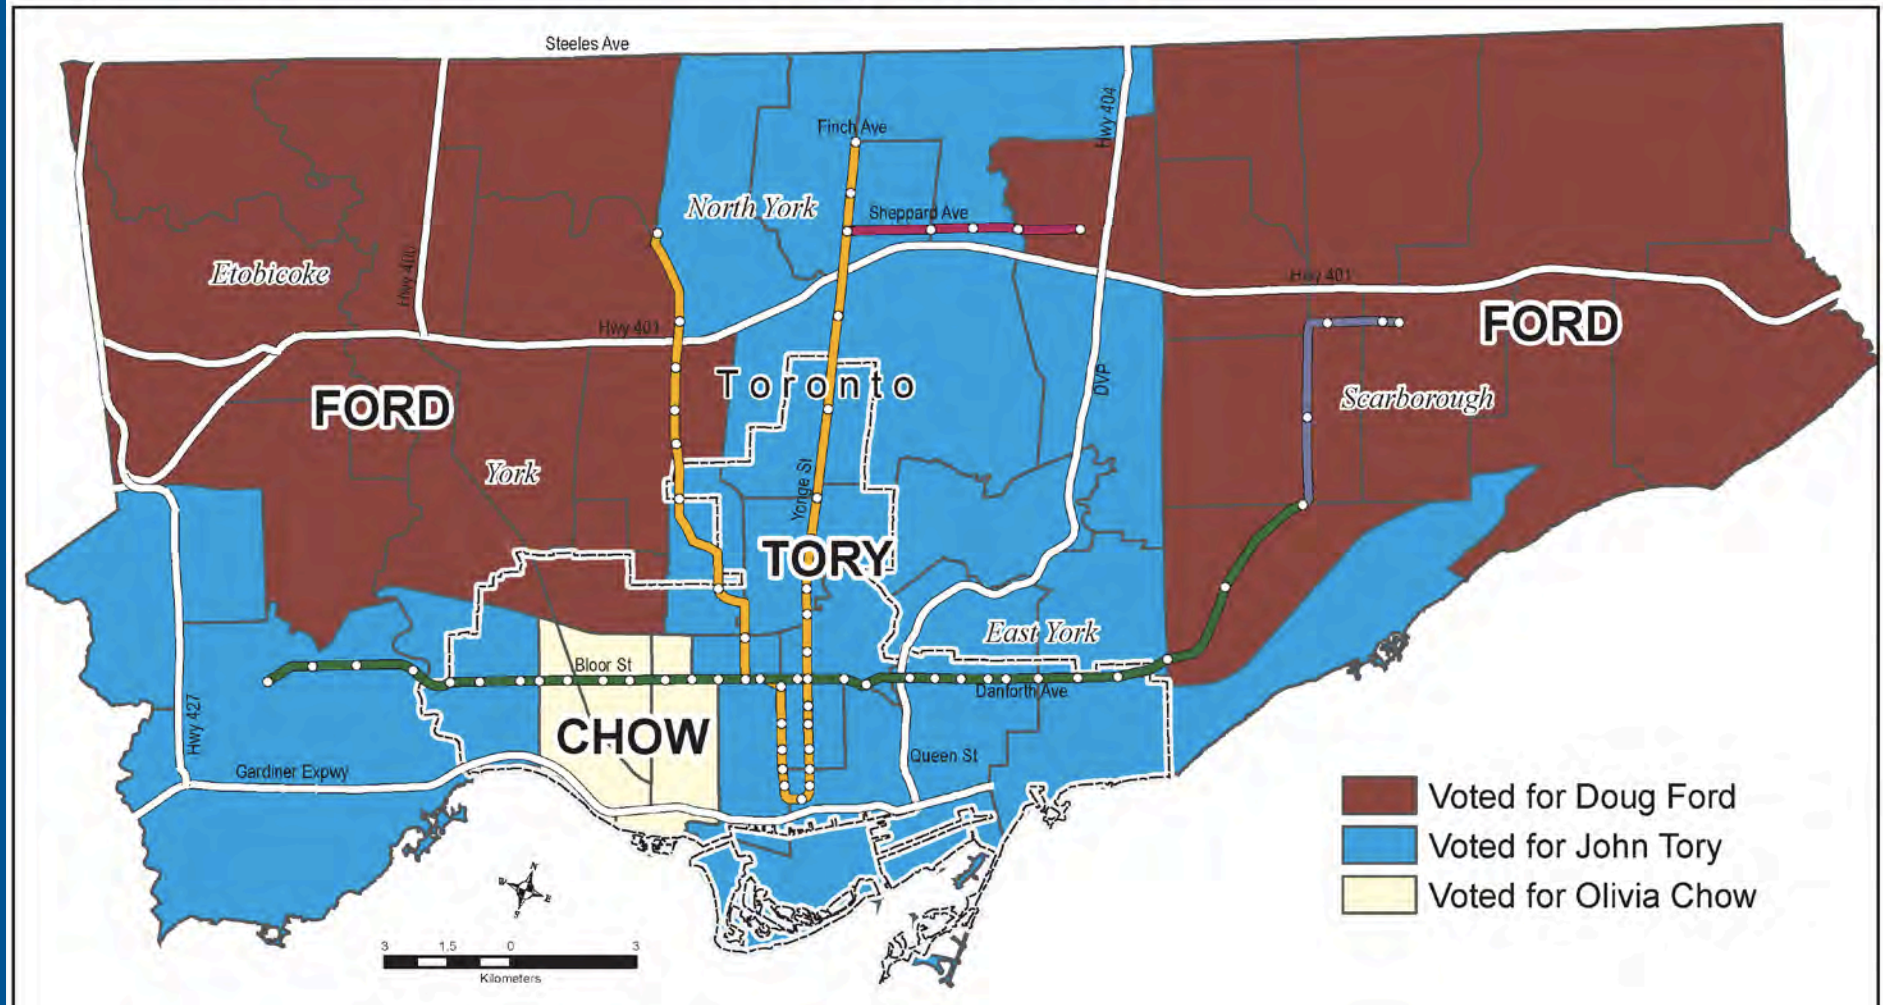 Steeles Ave
Hwy 404
Finch Ave
North York
Sheppard Ave
Etobicoke
Hwy 400
Hwy 401
Hwy 401
FORD
FORD
Toronto
DVP
Scarborough
York
Yonge St
TORY
East York
Bloor St
Danforth Ave
Hwy 427
CHOW
Queen St
Gardiner Expwy
Voted for Doug Ford
Voted for John Tory
Voted for Olivia Chow
N
E
S
3 1.5 0 3
Kilometers